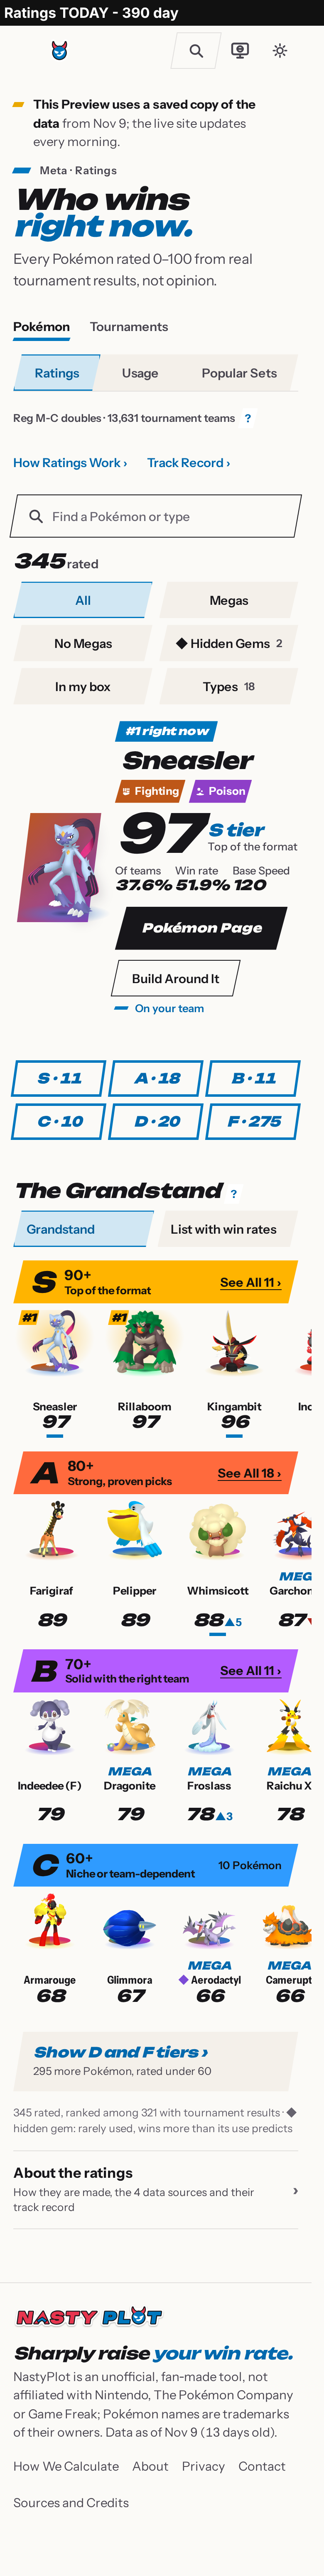 Ratings TODAY - 390 day
This Preview uses a saved copy of the
data from Nov 9; the live site updates
every morning.
Meta · Ratings
Who wins
right now.
Every Pokémon rated 0–100 from real
tournament results, not opinion.
Pokémon Tournaments
Ratings Usage Popular Sets
Reg M-C doubles · 13,631 tournament teams ?
How Ratings Work › Track Record ›
Find a Pokémon or type
345 rated
All Megas
No Megas ◆ Hidden Gems 2
In my box Types 18
#1 right now
Sneasler
Fighting Poison
97 S tier
Top of the format
Of teams Win rate Base Speed
37.6% 51.9% 120
Pokémon Page
Build Around It
On your team
S · 11 A · 18 B · 11
C · 10 D · 20 F · 275
The Grandstand ?
Grandstand List with win rates
S 90+
Top of the format See All 11 ›
#1 #1
Sneasler Rillaboom Kingambit Inc
97 97 96
A 80+
Strong, proven picks See All 18 ›
MEG
Farigiraf Pelipper Whimsicott Garchom
89 89 88 ▲5 87
B 70+
Solid with the right team See All 11 ›
MEGA MEGA MEGA
Indeedee (F) Dragonite Froslass Raichu X
79 79 78 ▲3 78
C 60+
Niche or team-dependent 10 Pokémon
MEGA MEGA
Armarouge Glimmora ◆ Aerodactyl Camerupt
68 67 66 66
Show D and F tiers ›
295 more Pokémon, rated under 60
345 rated, ranked among 321 with tournament results · ◆
hidden gem: rarely used, wins more than its use predicts
About the ratings
How they are made, the 4 data sources and their
track record ›
NASTY PLOT
Sharply raise your win rate.
NastyPlot is an unofficial, fan-made tool, not
affiliated with Nintendo, The Pokémon Company
or Game Freak; Pokémon names are trademarks
of their owners. Data as of Nov 9 (13 days old).
How We Calculate About Privacy Contact
Sources and Credits